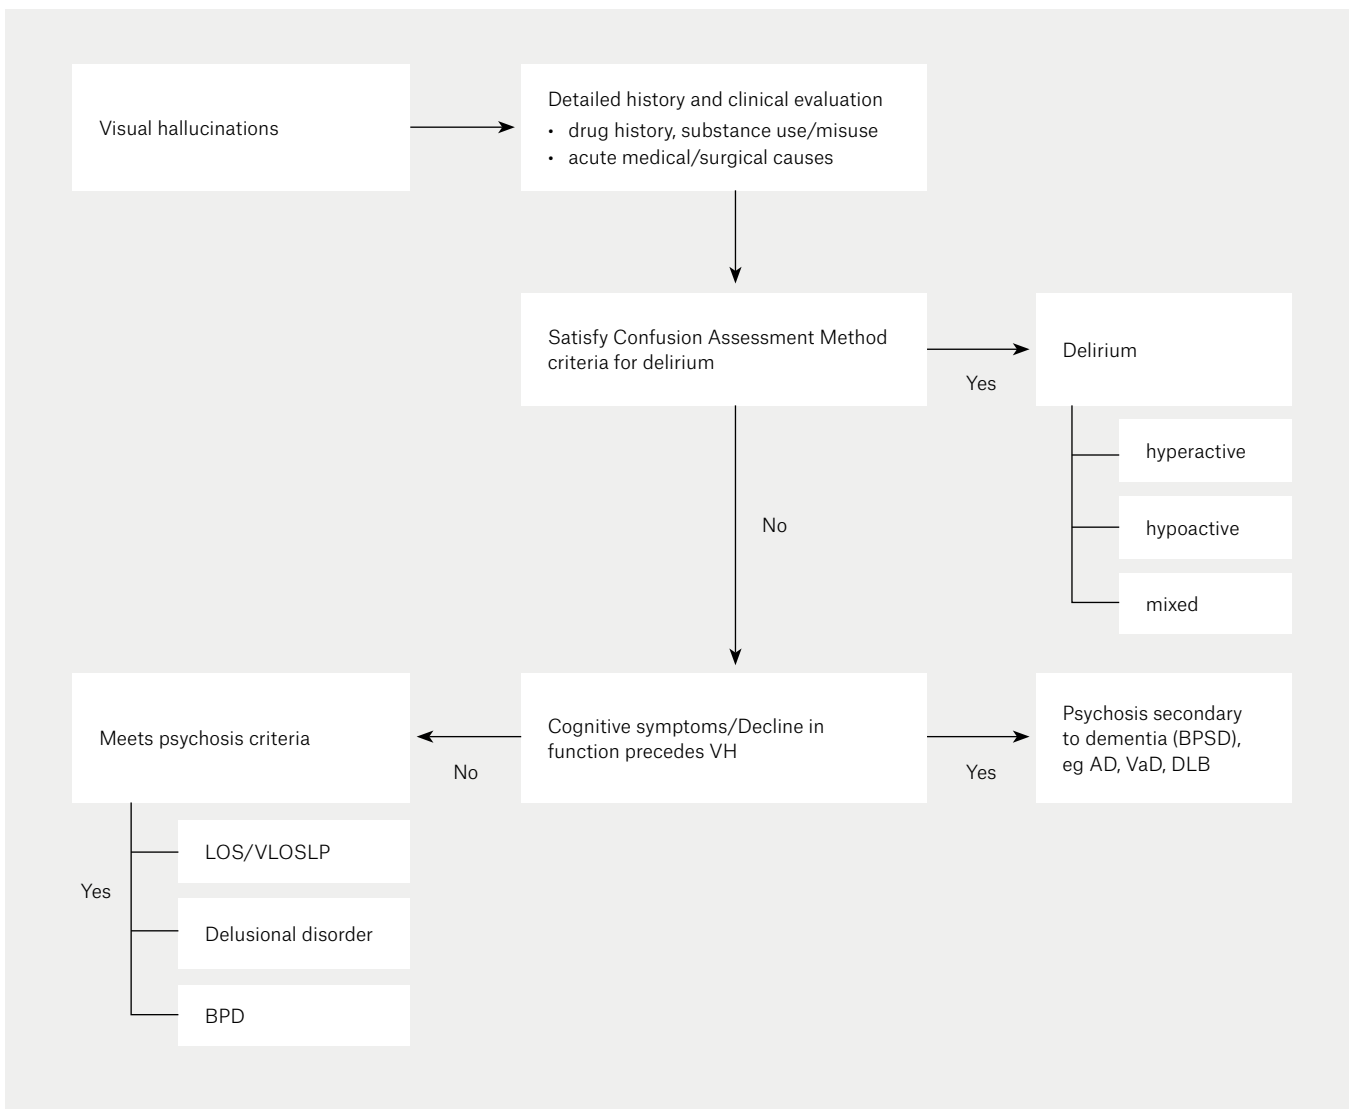 Visual hallucinations
Detailed history and clinical evaluation
• drug history, substance use/misuse
• acute medical/surgical causes
Satisfy Confusion Assessment Method
criteria for delirium
Yes
Delirium
hyperactive
hypoactive
mixed
No
Cognitive symptoms/Decline in
function precedes VH
Yes
Psychosis secondary
to dementia (BPSD),
eg AD, VaD, DLB
No
Meets psychosis criteria
Yes
LOS/VLOSLP
Delusional disorder
BPD